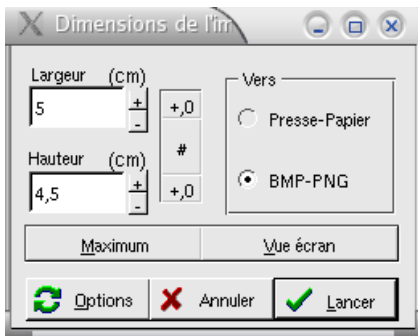 Dimensions de l'im
Largeur (cm)
5
+
-
+,0
#
Hauteur (cm)
4,5
+
-
+,0
Vers
Presse-Papier
BMP-PNG
Maximum
Vue écran
Options
Annuler
Lancer